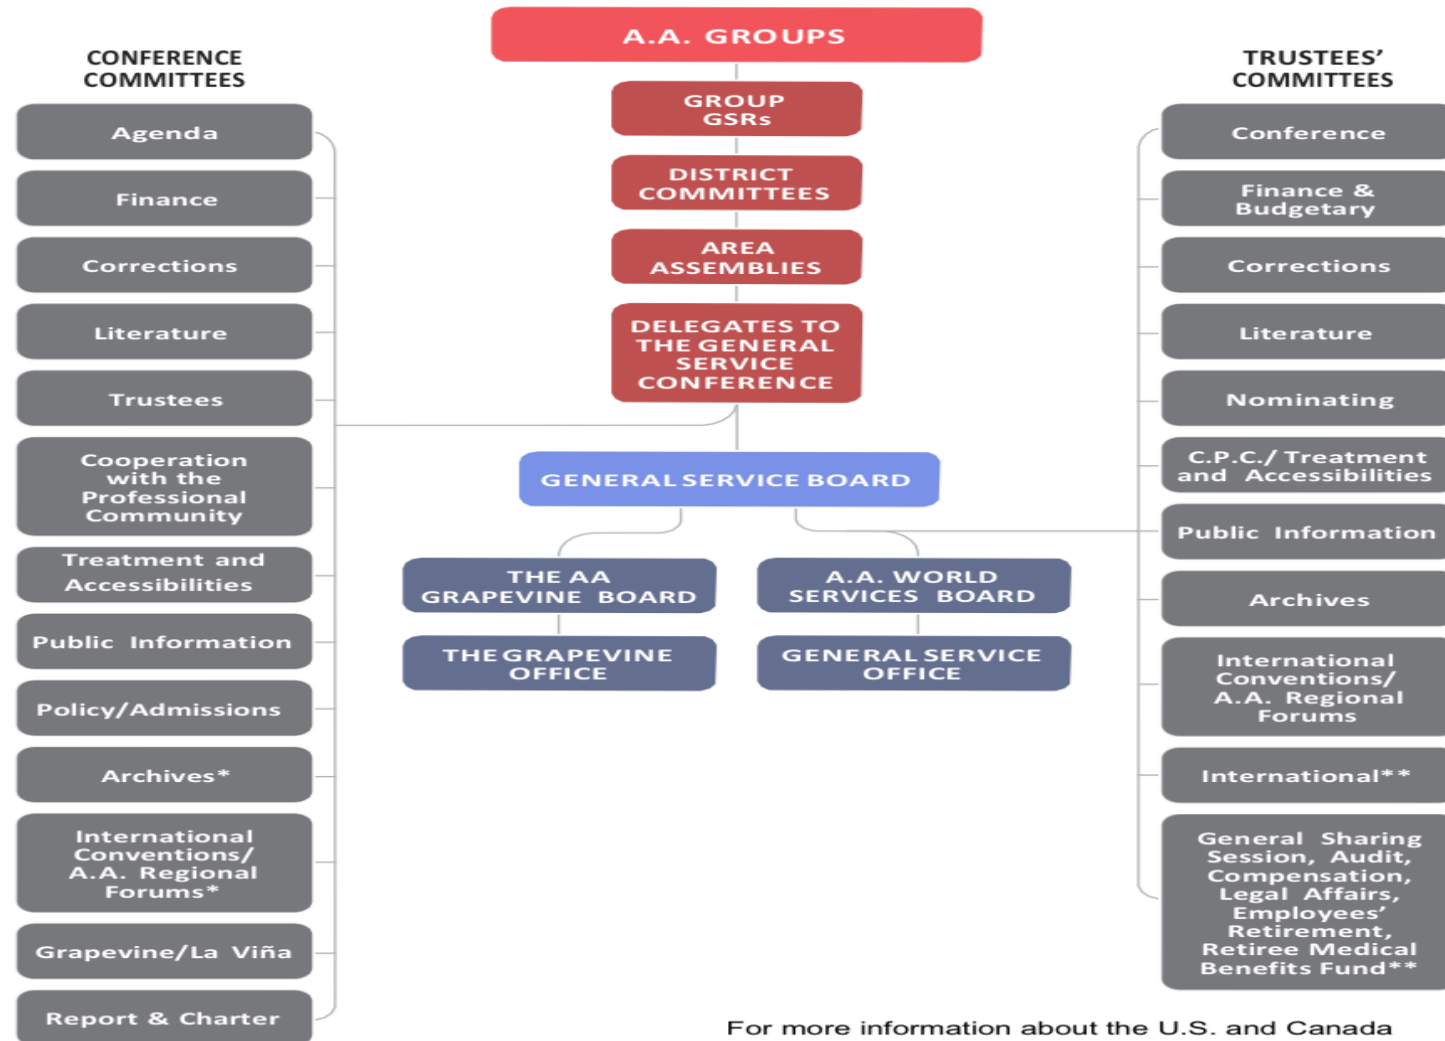 CONFERENCE
COMMITTEES
Agenda
Finance
Corrections
Literature
Trustees
Cooperation
with the
Professional
Community
Treatment and
Accessibilities
Public Information
Policy/Admissions
Archives*
International
Conventions/
A.A. Regional
Forums*
Grapevine/La Viña
Report & Charter
A.A. GROUPS
GROUP
GSRs
DISTRICT
COMMITTEES
AREA
ASSEMBLIES
DELEGATES TO
THE GENERAL
SERVICE
CONFERENCE
GENERAL SERVICE BOARD
THE AA
GRAPEVINE BOARD
THE GRAPEVINE
OFFICE
A.A. WORLD
SERVICES BOARD
GENERAL SERVICE
OFFICE
TRUSTEES’
COMMITTEES
Conference
Finance &
Budgetary
Corrections
Literature
Nominating
C.P.C./ Treatment
and Accessibilities
Public Information
Archives
International
Conventions/
A.A. Regional
Forums
International**
General Sharing
Session, Audit,
Compensation,
Legal Affairs,
Employees’
Retirement,
Retiree Medical
Benefits Fund**
For more information about the U.S. and Canada